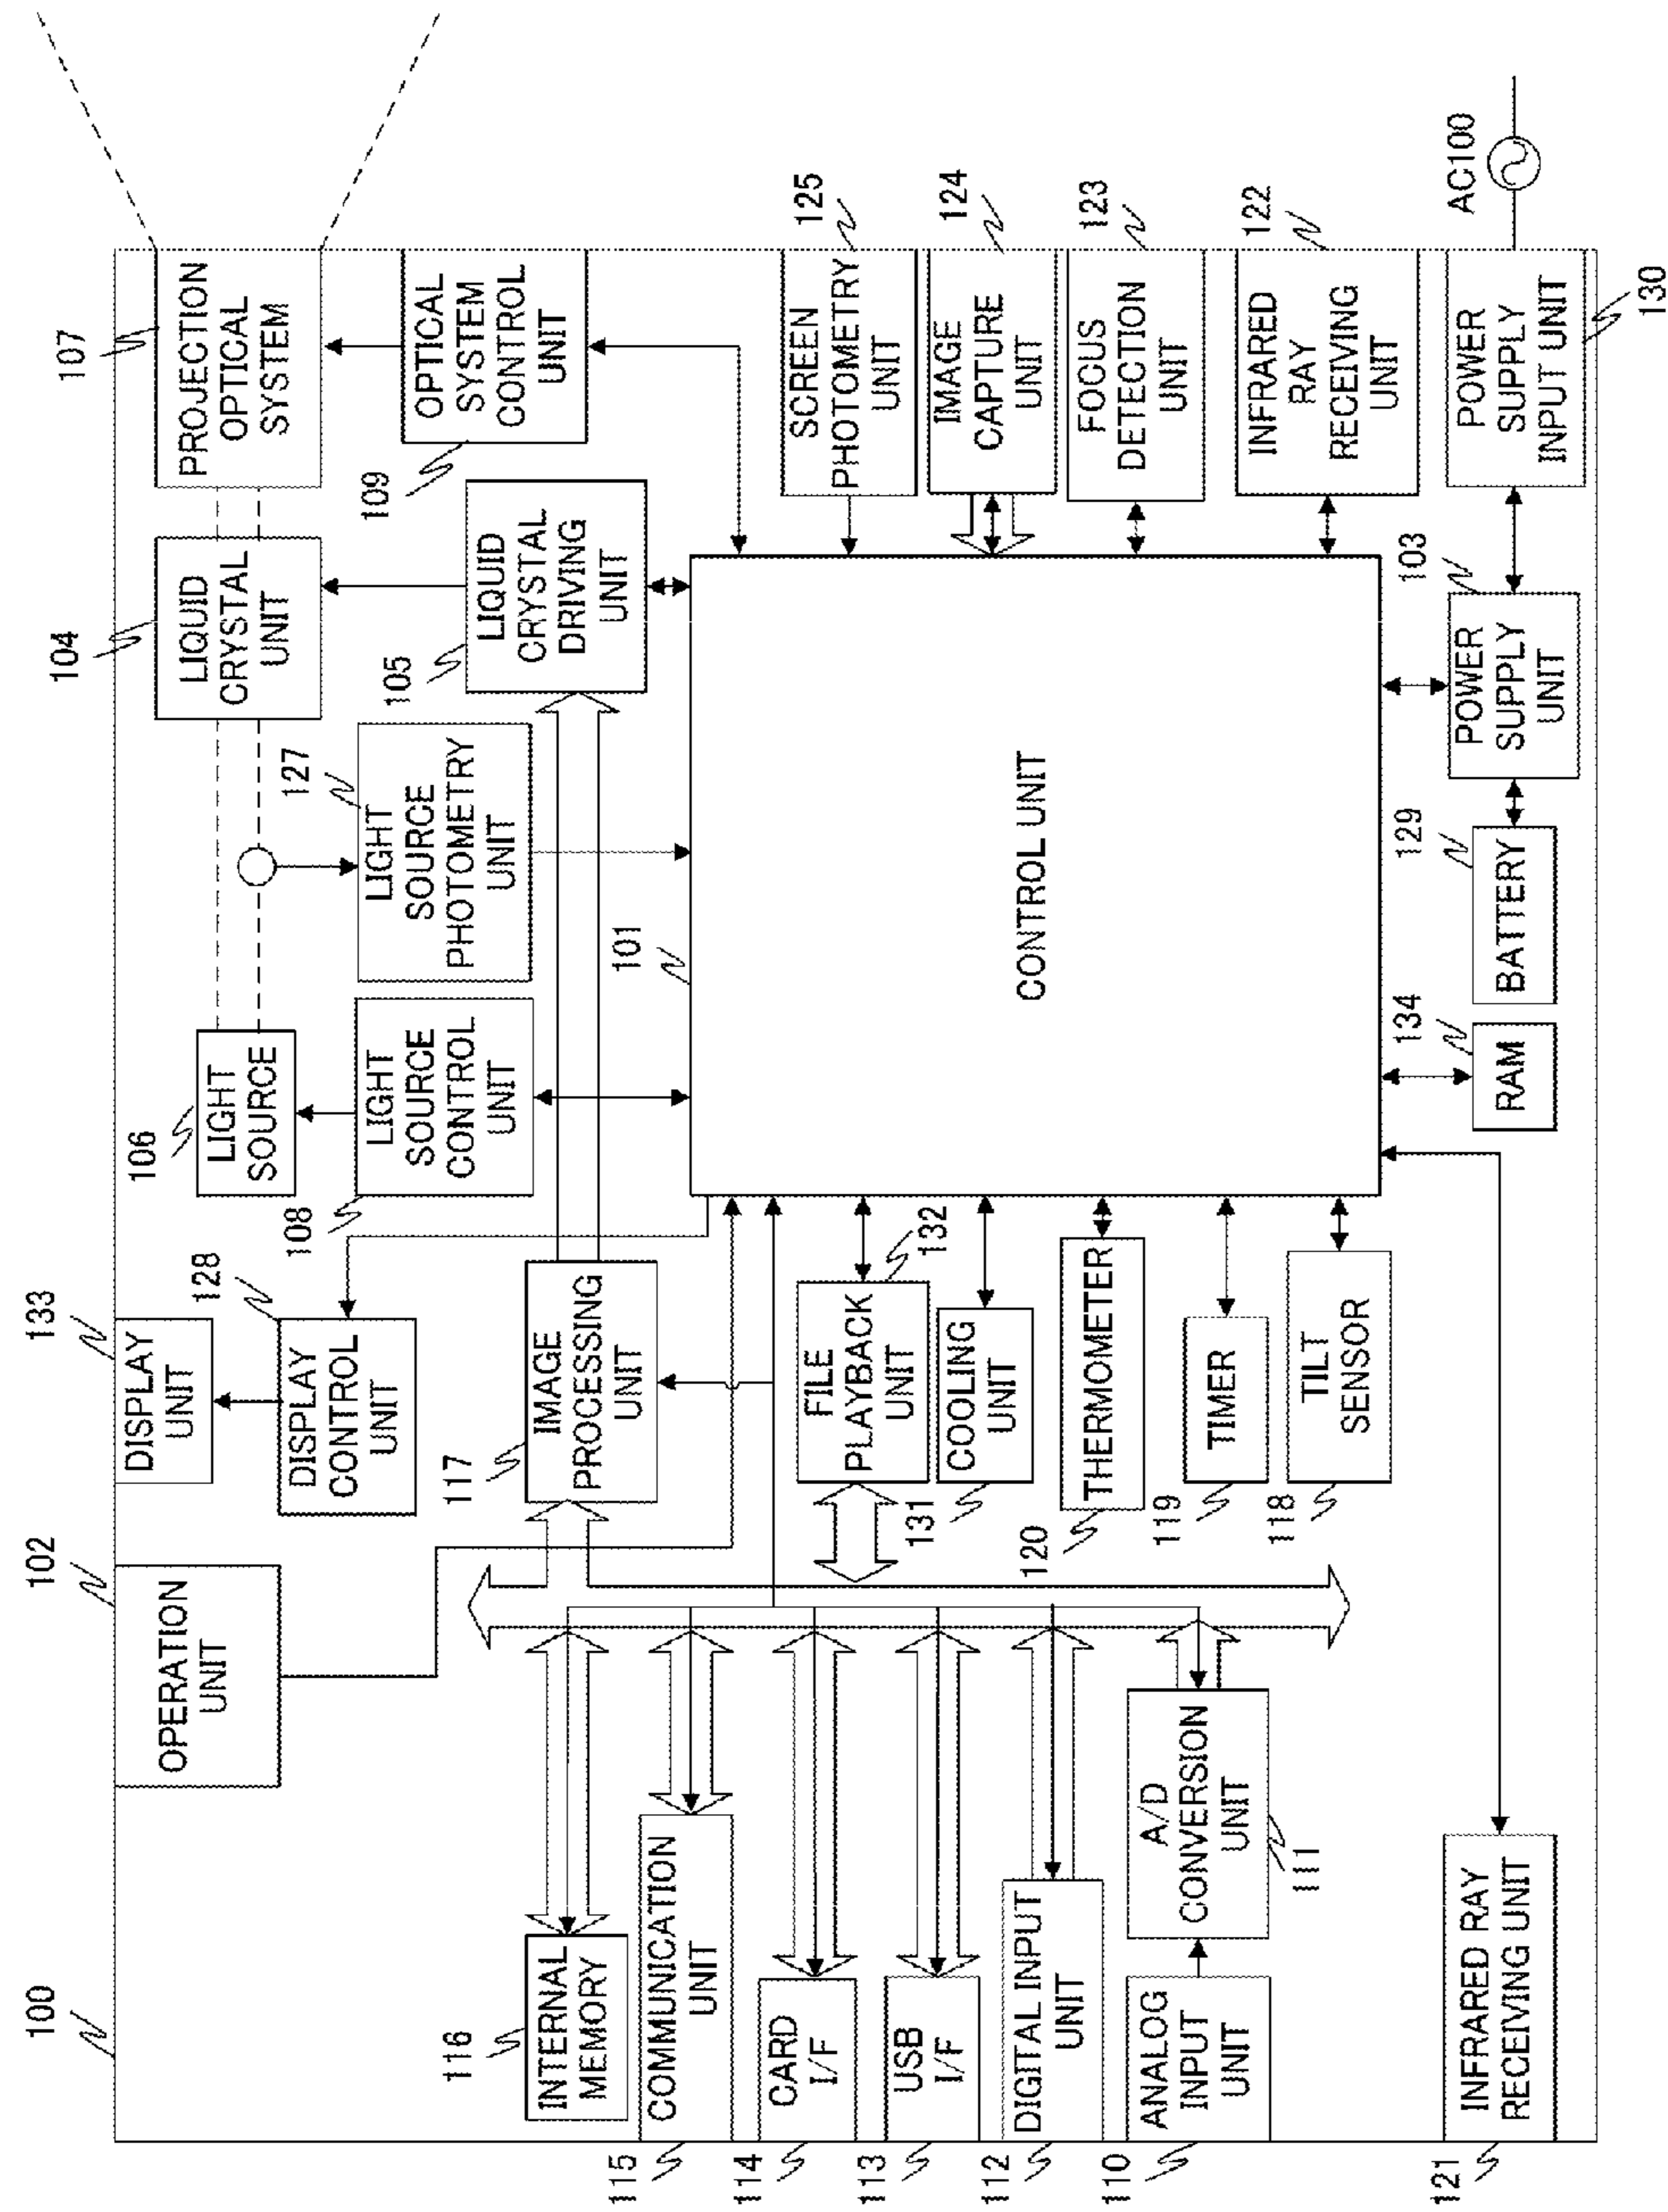 100
102
OPERATION
UNIT
133
DISPLAY
UNIT
128
DISPLAY
CONTROL
UNIT
106
LIGHT
SOURCE
108
LIGHT
SOURCE
CONTROL
UNIT
127
LIGHT
SOURCE
PHOTOMETRY
UNIT
104
LIQUID
CRYSTAL
UNIT
105
LIQUID
CRYSTAL
DRIVING
UNIT
107
PROJECTION
OPTICAL
SYSTEM
109
OPTICAL
SYSTEM
CONTROL
UNIT
116
INTERNAL
MEMORY
115
COMMUNICATION
UNIT
114
CARD
I/F
113
USB
I/F
112
DIGITAL INPUT
UNIT
110
ANALOG
INPUT
UNIT
111
A/D
CONVERSION
UNIT
121
INFRARED RAY
RECEIVING UNIT
117
IMAGE
PROCESSING
UNIT
132
FILE
PLAYBACK
UNIT
131
COOLING
UNIT
120
THERMOMETER
119
TIMER
118
TILT
SENSOR
101
CONTROL UNIT
125
SCREEN
PHOTOMETRY
UNIT
124
IMAGE
CAPTURE
UNIT
123
FOCUS
DETECTION
UNIT
122
INFRARED
RAY
RECEIVING
UNIT
134
RAM
129
BATTERY
103
POWER
SUPPLY
UNIT
130
POWER
SUPPLY
INPUT UNIT
AC100